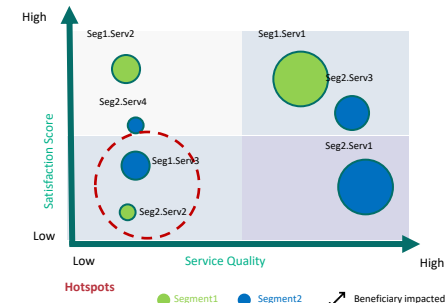 High
Seg1.Serv2
Seg1.Serv1
Seg2.Serv3
Seg2.Serv4
Seg2.Serv1
Seg1.Serv3
Seg2.Serv2
Satisfaction Score
Low
Low
Service Quality
High
Hotspots
Segment1
Segment2
Beneficiary impacted